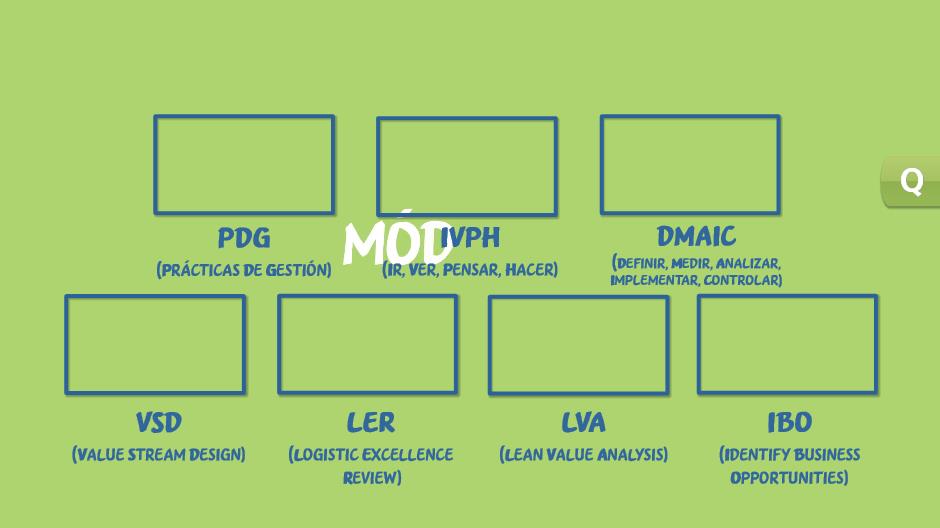 Q
MÓD
PDG
(PRÁCTICAS DE GESTIÓN)
IVPH
(IR, VER, PENSAR, HACER)
DMAIC
(DEFINIR, MEDIR, ANALIZAR,
IMPLEMENTAR, CONTROLAR)
VSD
(VALUE STREAM DESIGN)
LER
(LOGISTIC EXCELLENCE
REVIEW)
LVA
(LEAN VALUE ANALYSIS)
IBO
(IDENTIFY BUSINESS
OPPORTUNITIES)